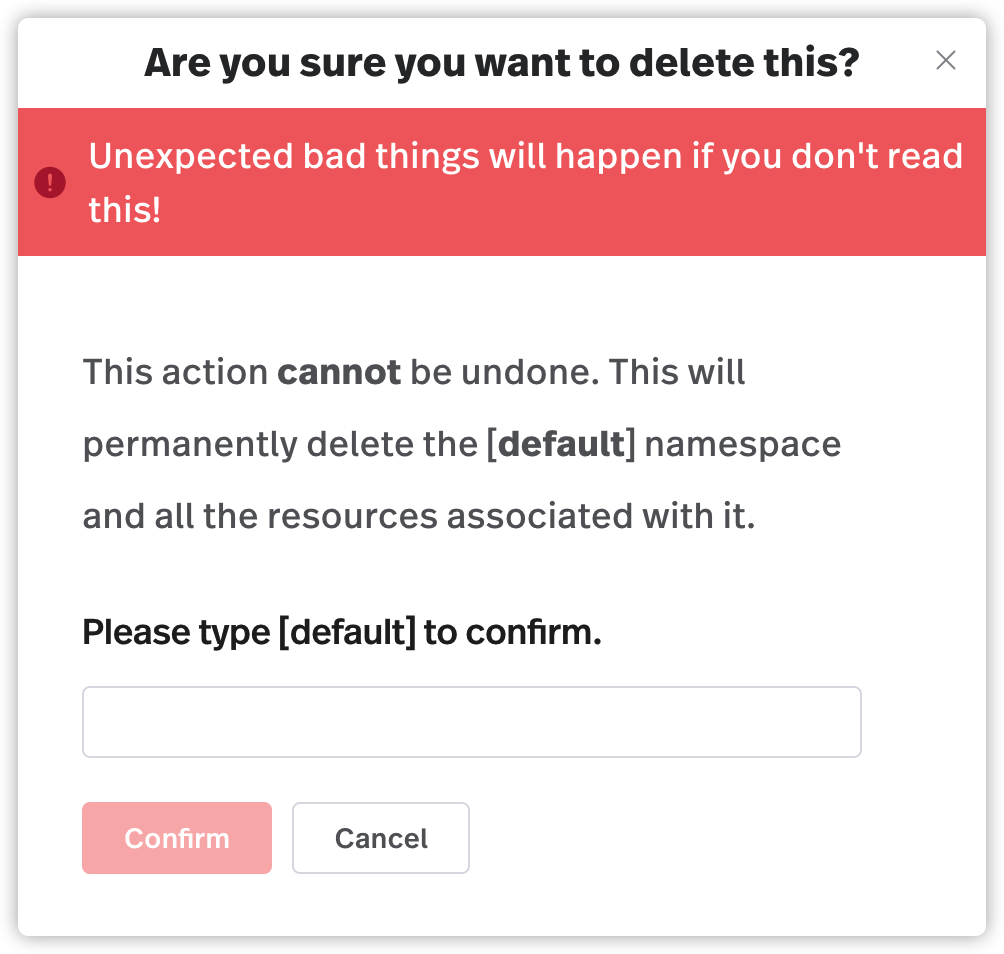 Are you sure you want to delete this?
Unexpected bad things will happen if you don't read
this!
This action cannot be undone. This will
permanently delete the [default] namespace
and all the resources associated with it.
Please type [default] to confirm.
Confirm
Cancel